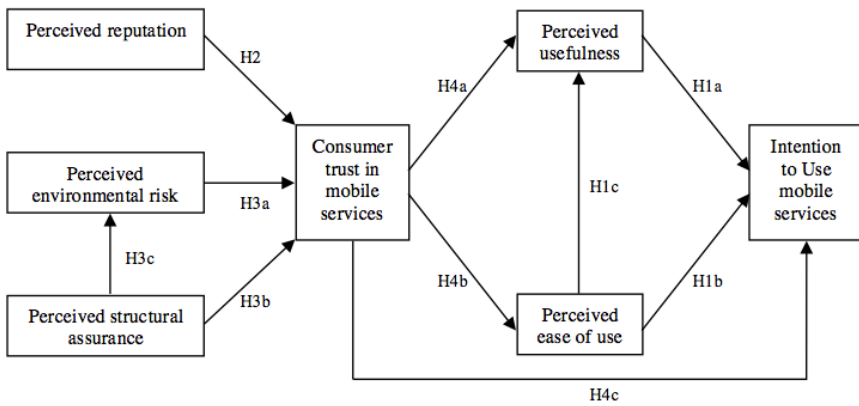 Perceived reputation
H2
Perceived
environmental risk
H3a
H3c
Perceived structural
assurance
H3b
Consumer
trust in
mobile
services
H4a
H4b
Perceived
usefulness
H1c
Perceived
ease of use
H1a
H1b
Intention
to Use
mobile
services
H4c